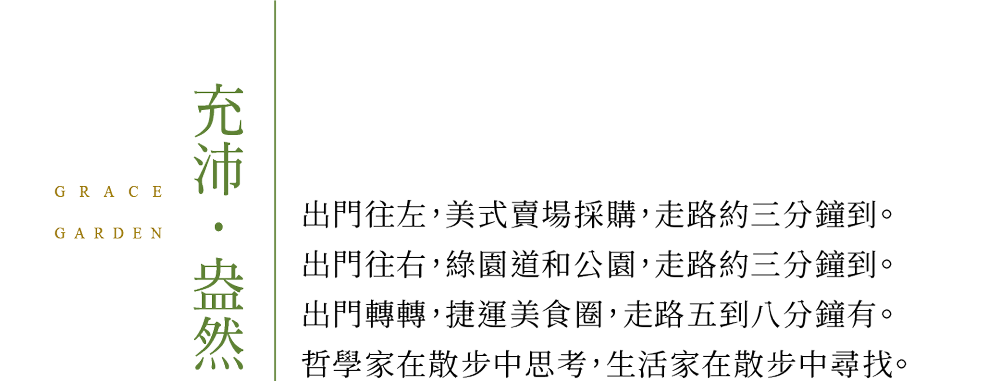 GRACE
GARDEN
充沛・盎然
出門往左,美式賣場採購,走路約三分鐘到。
出門往右,綠園道和公園,走路約三分鐘到。
出門轉轉,捷運美食圈,走路五到八分鐘有。
哲學家在散步中思考,生活家在散步中尋找。